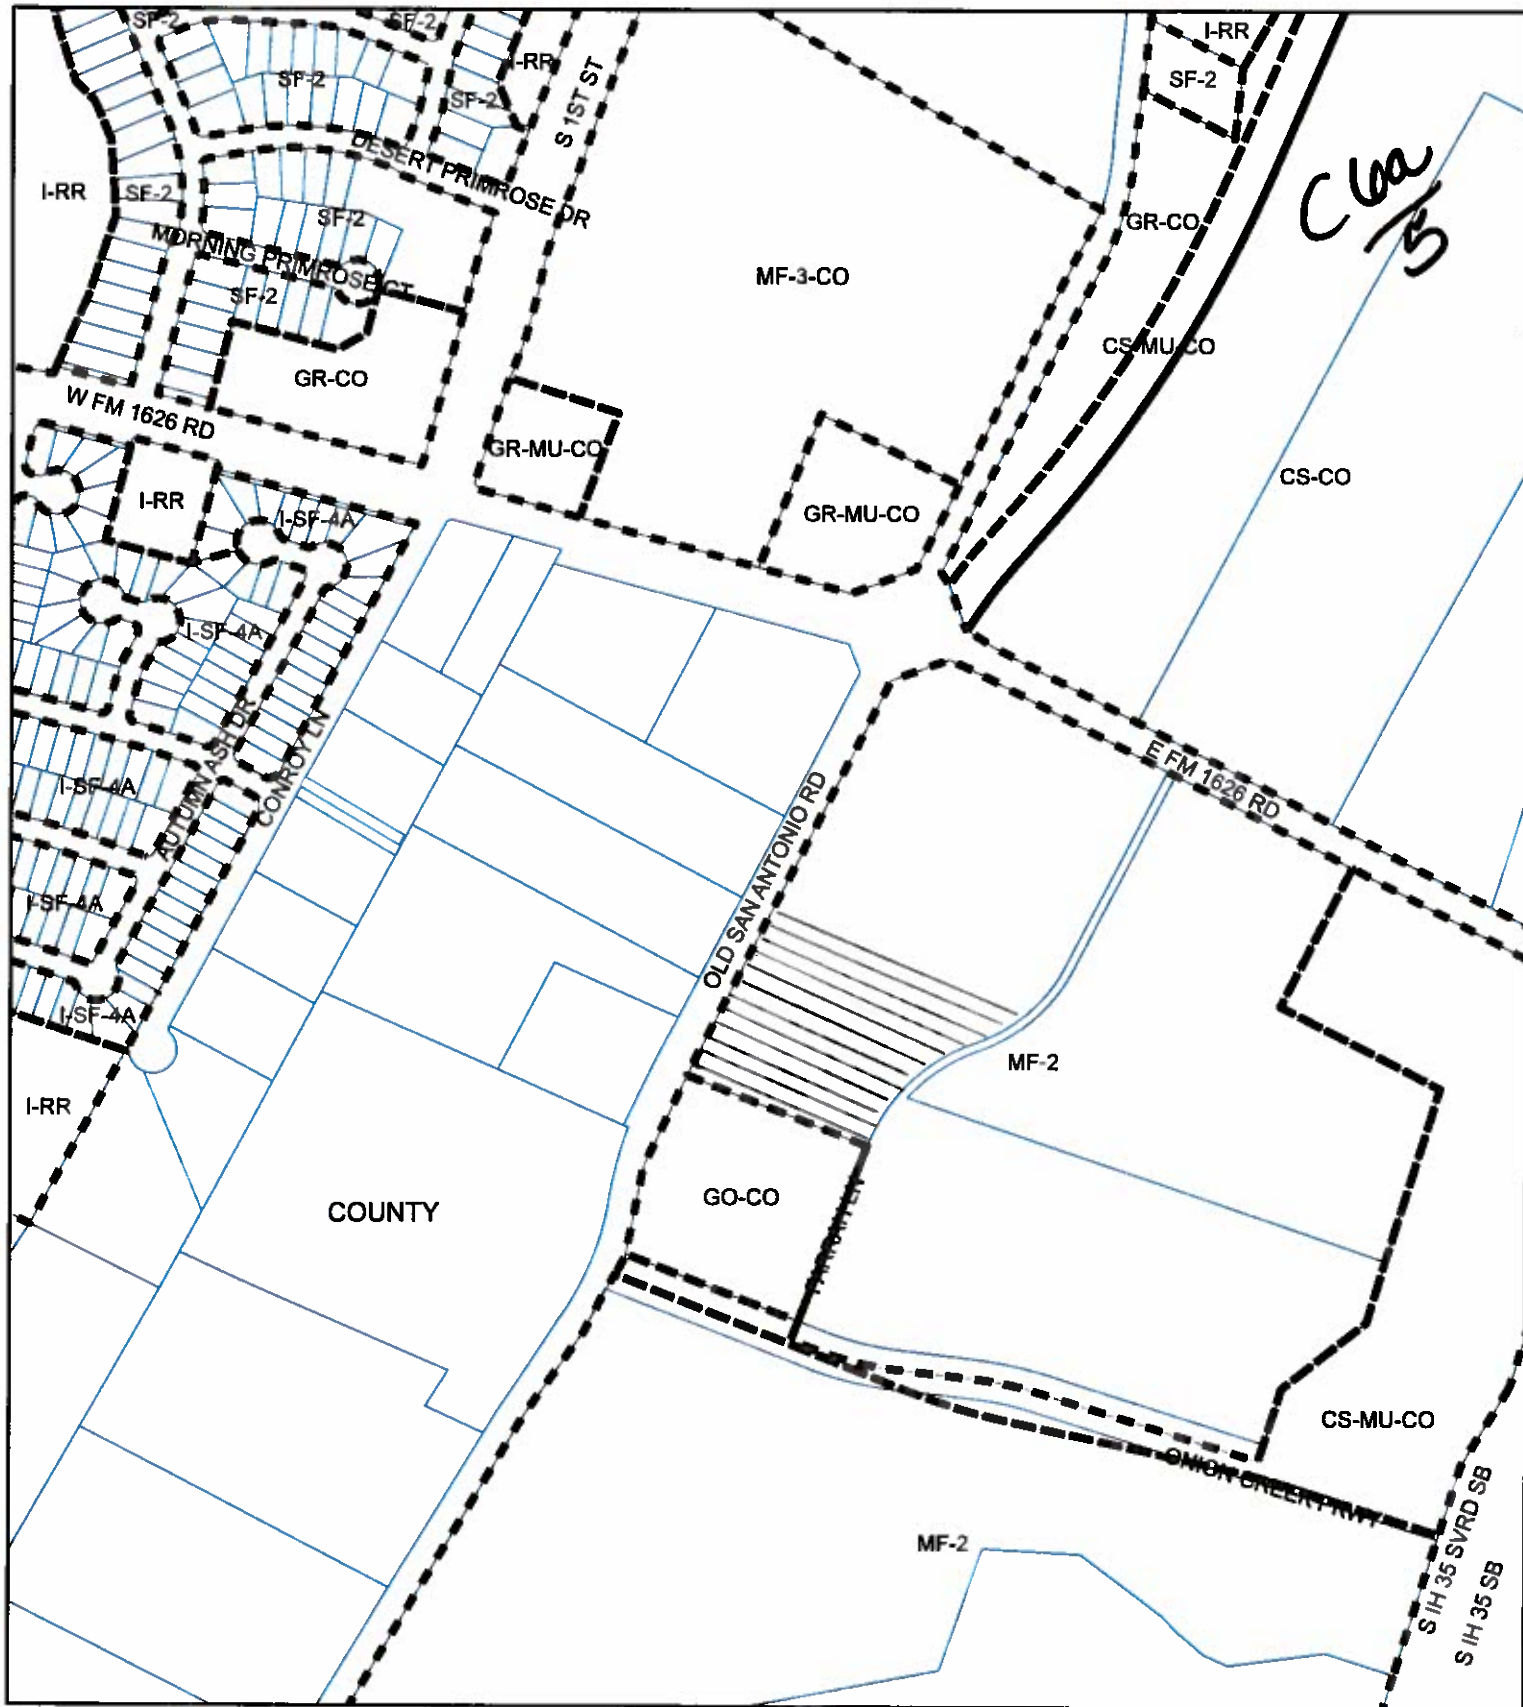 SF-2
SF-2
I-RR
I-RR
SF-2
SF-2
SF-2
S 1ST ST
DESERT PRIMROSE DR
I-RR
SF-2
SF-2
C6a/5
GR-CO
MORNING PRIMROSE CT
MF-3-CO
SF-2
CS-MU-CO
GR-CO
W FM 1626 RD
GR-MU-CO
CS-CO
I-RR
I-SF-4A
GR-MU-CO
I-SF-4A
AUTUMN ASH DR
CONROY LN
E FM 1626 RD
I-SF-4A
OLD SAN ANTONIO RD
I-SF-4A
I-SF-4A
MF-2
I-RR
GO-CO
COUNTY
FARRAH LN
CS-MU-CO
ONION CREEK PKWY
MF-2
S IH 35 SVRD SB
S IH 35 SB